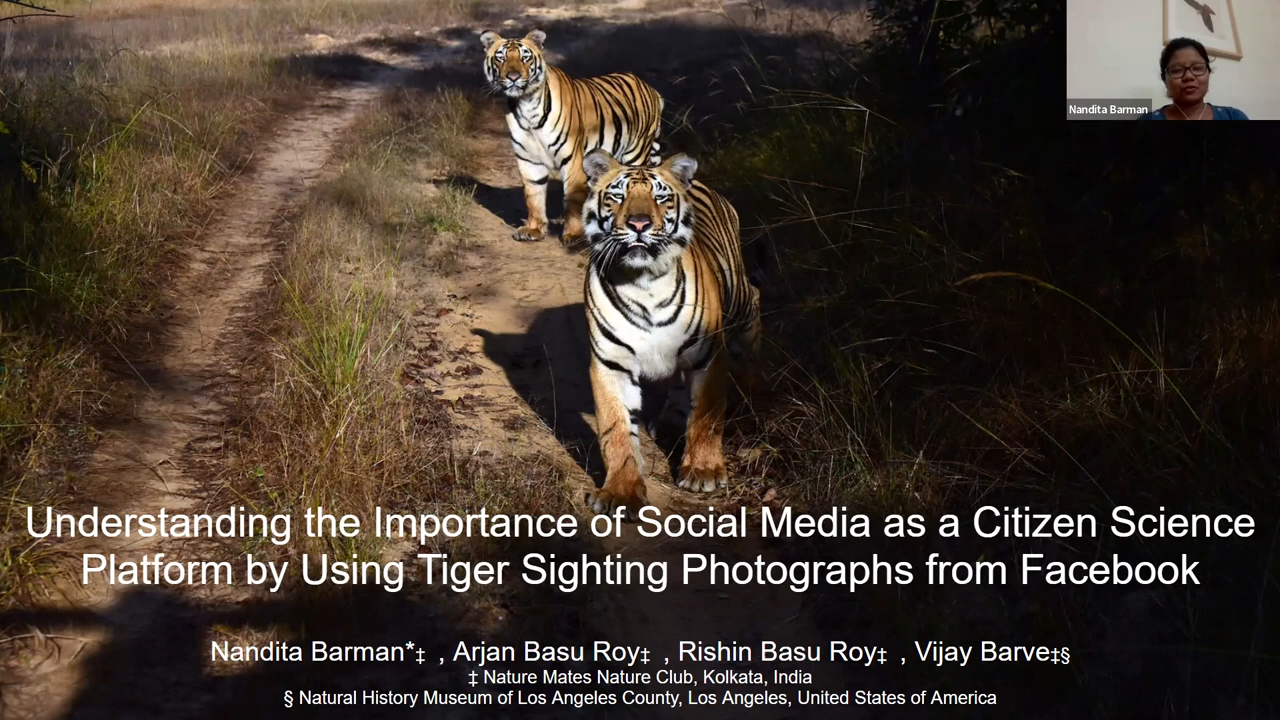 Nandita Barman
Understanding the Importance of Social Media as a Citizen Science
Platform by Using Tiger Sighting Photographs from Facebook
Nandita Barman*‡ , Arjan Basu Roy‡ , Rishin Basu Roy‡ , Vijay Barve‡§
‡ Nature Mates Nature Club, Kolkata, India
§ Natural History Museum of Los Angeles County, Los Angeles, United States of America